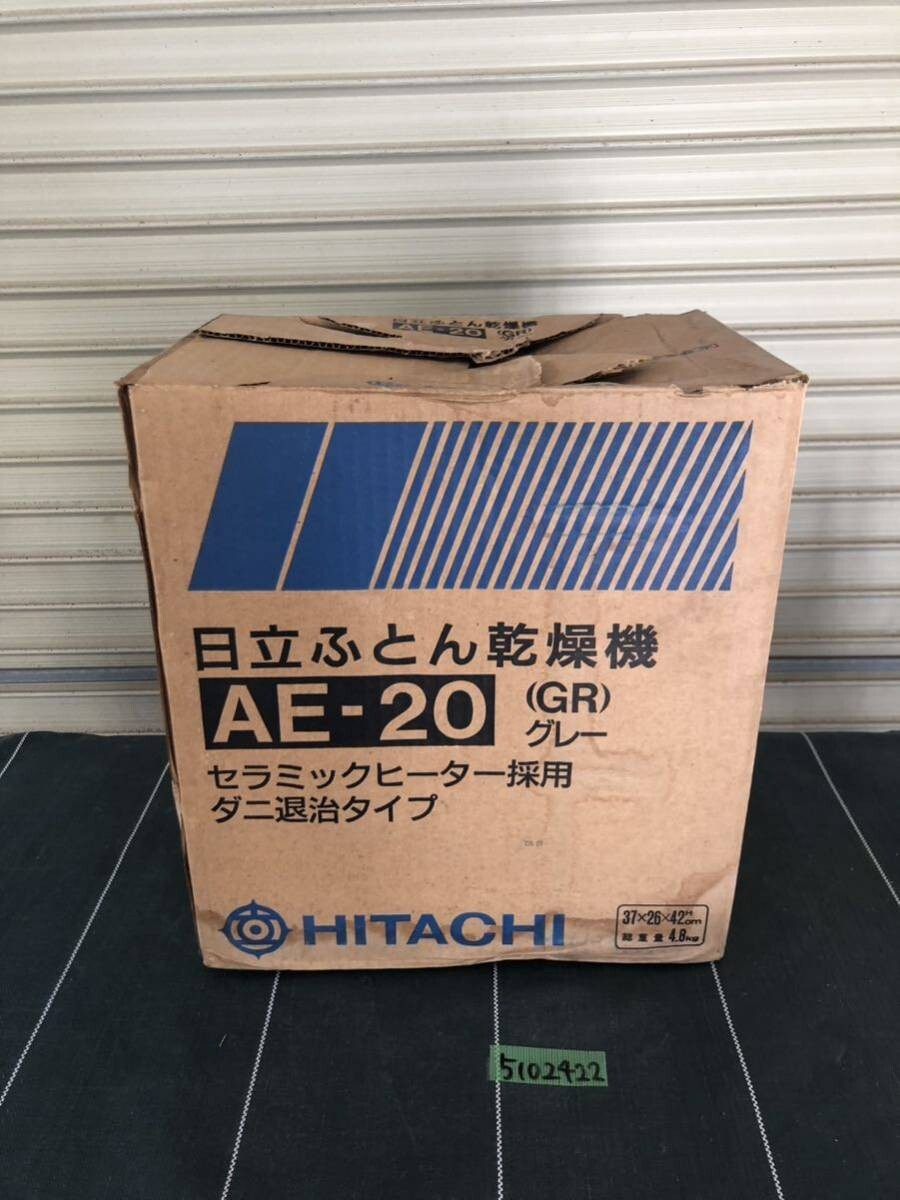 日立ふとん乾燥機
AE-20 (GR)
日立ふとん乾燥機
AE-20
(GR)
グレー
セラミックヒーター採用
ダニ退治タイプ
HITACHI
37×26×42cm H
総重量 4.8kg
5102422